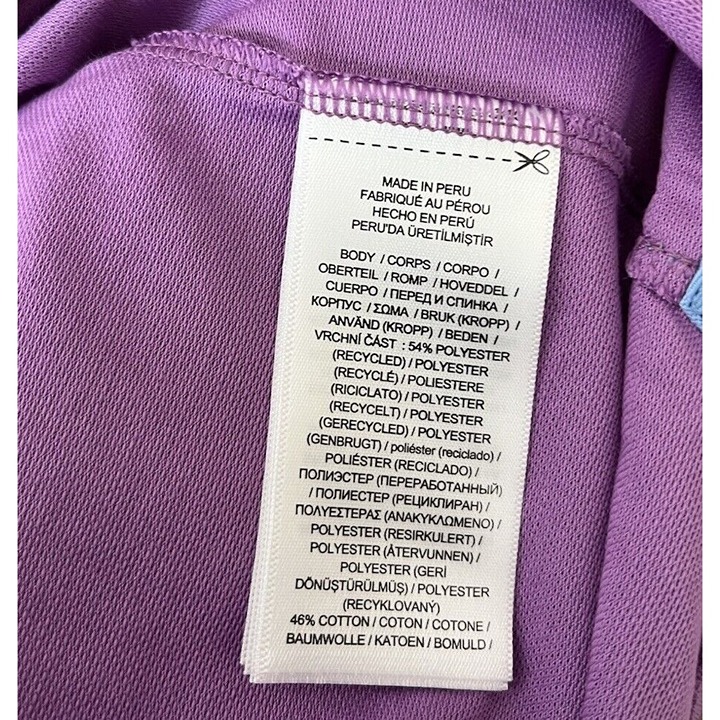 MADE IN PERU
FABRIQUÉ AU PÉROU
HECHO EN PERÚ
PERU'DA ÜRETİLMİŞTİR
BODY / CORPS / CORPO /
OBERTEIL / ROMP / HOVEDDEL /
CUERPO / ПЕРЕД И СПИНКА /
КОРПУС / ΣΩΜΑ / BRUK (KROPP) /
ANVÄND (KROPP) / BEDEN /
VRCHNÍ ČÁST : 54% POLYESTER
(RECYCLED) / POLYESTER
(RECYCLÉ) / POLIESTERE
(RICICLATO) / POLYESTER
(RECYCELT) / POLYESTER
(GERECYCLED) / POLYESTER
(GENBRUGT) / poliéster (reciclado) /
POLIÉSTER (RECICLADO) /
ПОЛИЭСТЕР (ПЕРЕРАБОТАННЫЙ)
/ ПОЛИЕСТЕР (РЕЦИКЛИРАН) /
ΠΟΛΥΕΣΤΕΡΑΣ (ΑΝΑΚΥΚΛΩΜΕΝΟ) /
POLYESTER (RESIRKULERT) /
POLYESTER (ÅTERVUNNEN) /
POLYESTER (GERİ
DÖNÜŞTÜRÜLMÜŞ) / POLYESTER
(RECYKLOVANÝ)
46% COTTON / COTON / COTONE /
BAUMWOLLE / KATOEN / BOMULD /